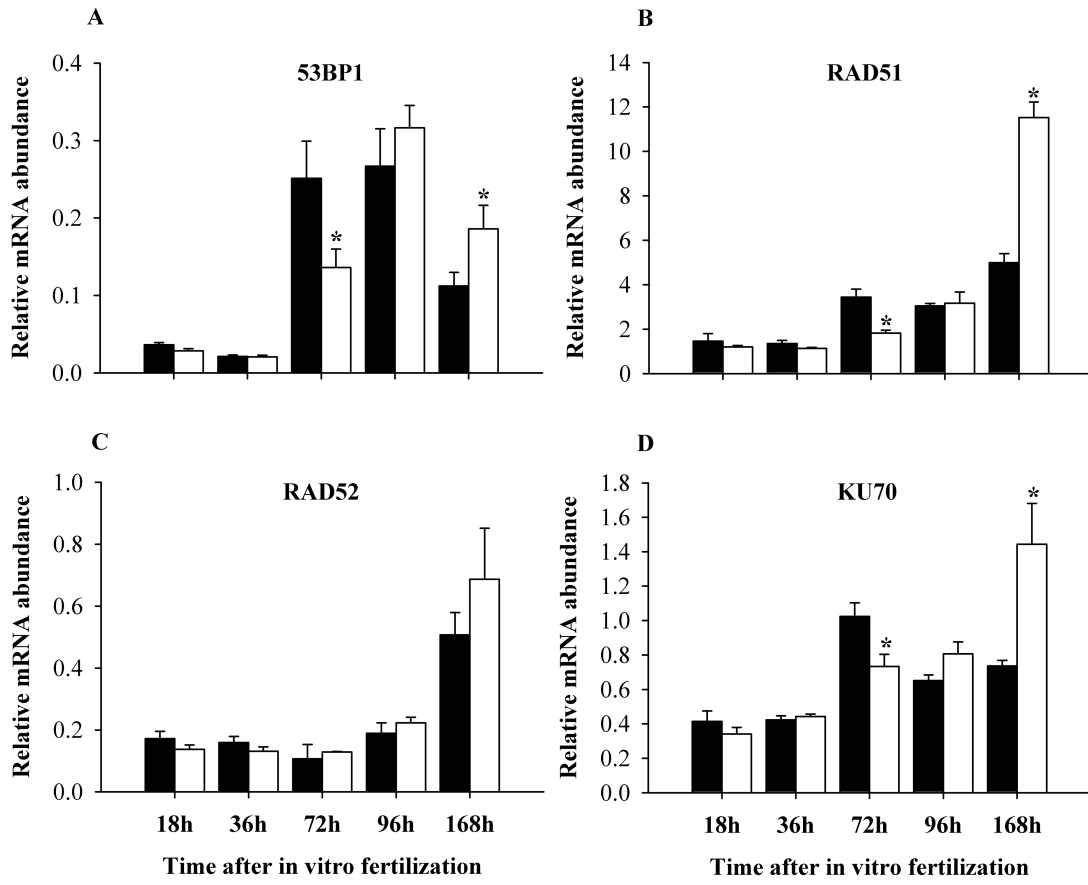 A
53BP1
Relative mRNA abundance
0.4
0.3
0.2
0.1
0.0
*
*
B
RAD51
Relative mRNA abundance
14
12
10
8
6
4
2
0
*
*
C
RAD52
Relative mRNA abundance
1.0
0.8
0.6
0.4
0.2
0.0
18h 36h 72h 96h 168h
Time after in vitro fertilization
D
KU70
Relative mRNA abundance
1.8
1.6
1.4
1.2
1.0
0.8
0.6
0.4
0.2
0.0
*
*
18h 36h 72h 96h 168h
Time after in vitro fertilization